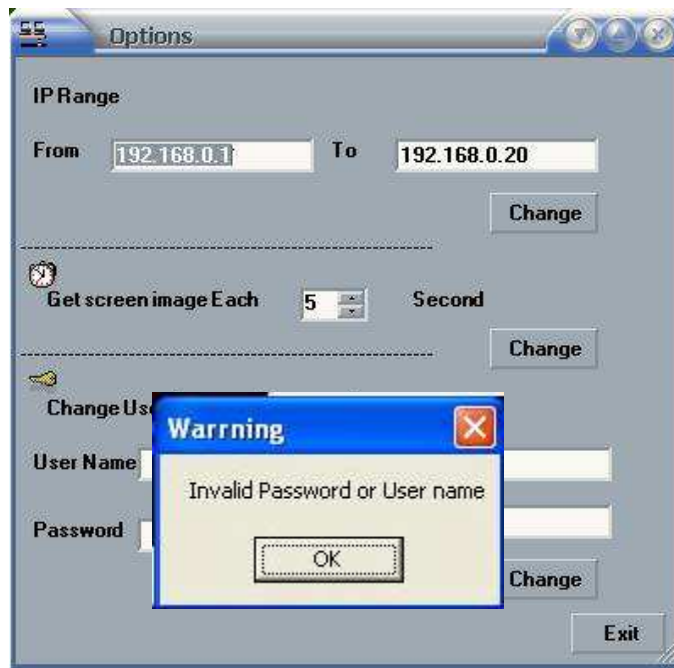 Options
IP Range
From 192.168.0.1 To 192.168.0.20
Change
Get screen image Each 5 Second
Change
Change Use
Warrning
User Name
Invalid Password or User name
Password
OK
Change
Exit